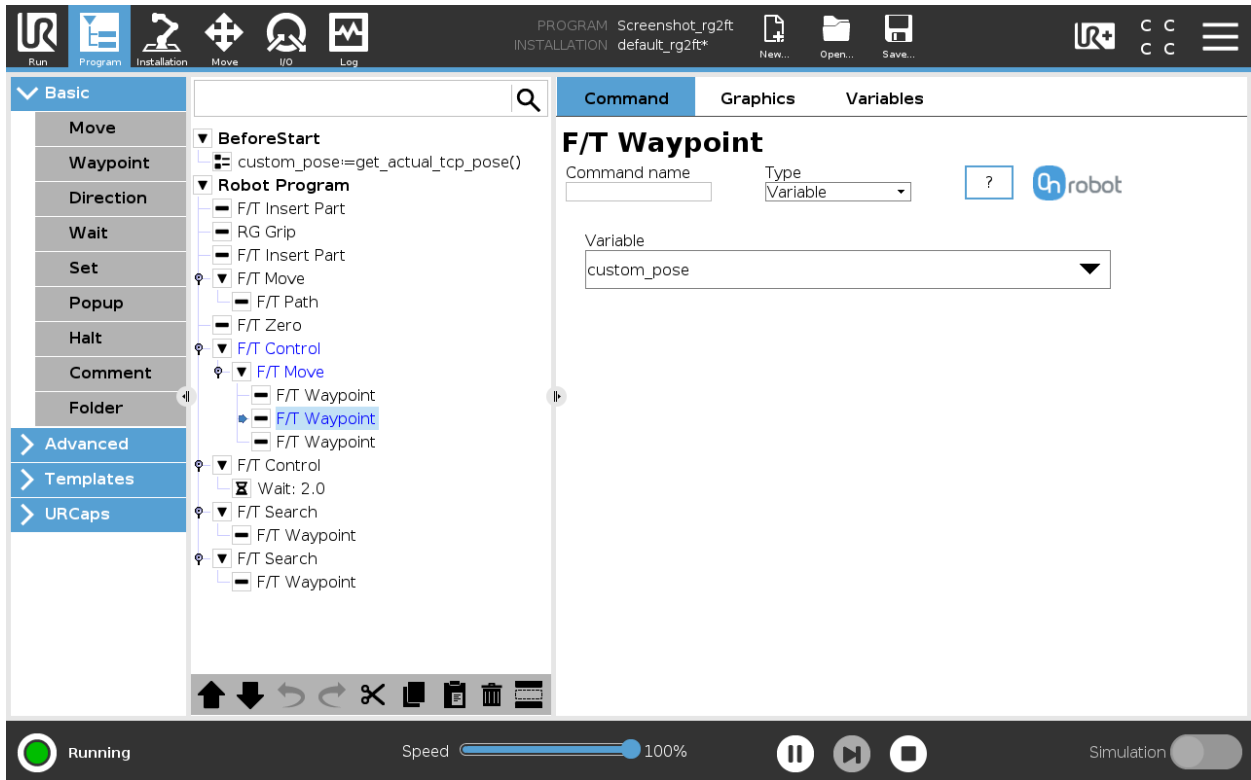 PROGRAM Screenshot_rg2ft
INSTALLATION default_rg2ft*
UR
Run
Program
Installation
Move
I/O
Log
New...
Open...
Save...
UR+
C C
C C
Basic
Move
Waypoint
Direction
Wait
Set
Popup
Halt
Comment
Folder
Advanced
Templates
URCaps
BeforeStart
custom_pose≔get_actual_tcp_pose()
Robot Program
F/T Insert Part
RG Grip
F/T Insert Part
F/T Move
F/T Path
F/T Zero
F/T Control
F/T Move
F/T Waypoint
F/T Waypoint
F/T Waypoint
F/T Control
Wait: 2.0
F/T Search
F/T Waypoint
F/T Search
F/T Waypoint
Command Graphics Variables
F/T Waypoint
Command name Type
Variable
?
On robot
Variable
custom_pose
Running
Speed 100%
Simulation